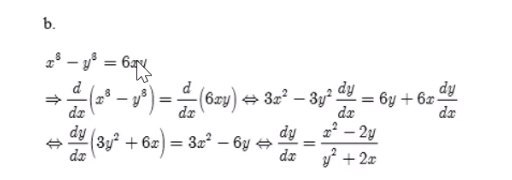 b.
x³ − y³ = 6xy
⇒ d/dx (x³ − y³) = d/dx (6xy) ⇔ 3x² − 3y² dy/dx = 6y + 6x dy/dx
⇔ dy/dx (3y² + 6x) = 3x² − 6y ⇔ dy/dx = (x² − 2y)/(y² + 2x)